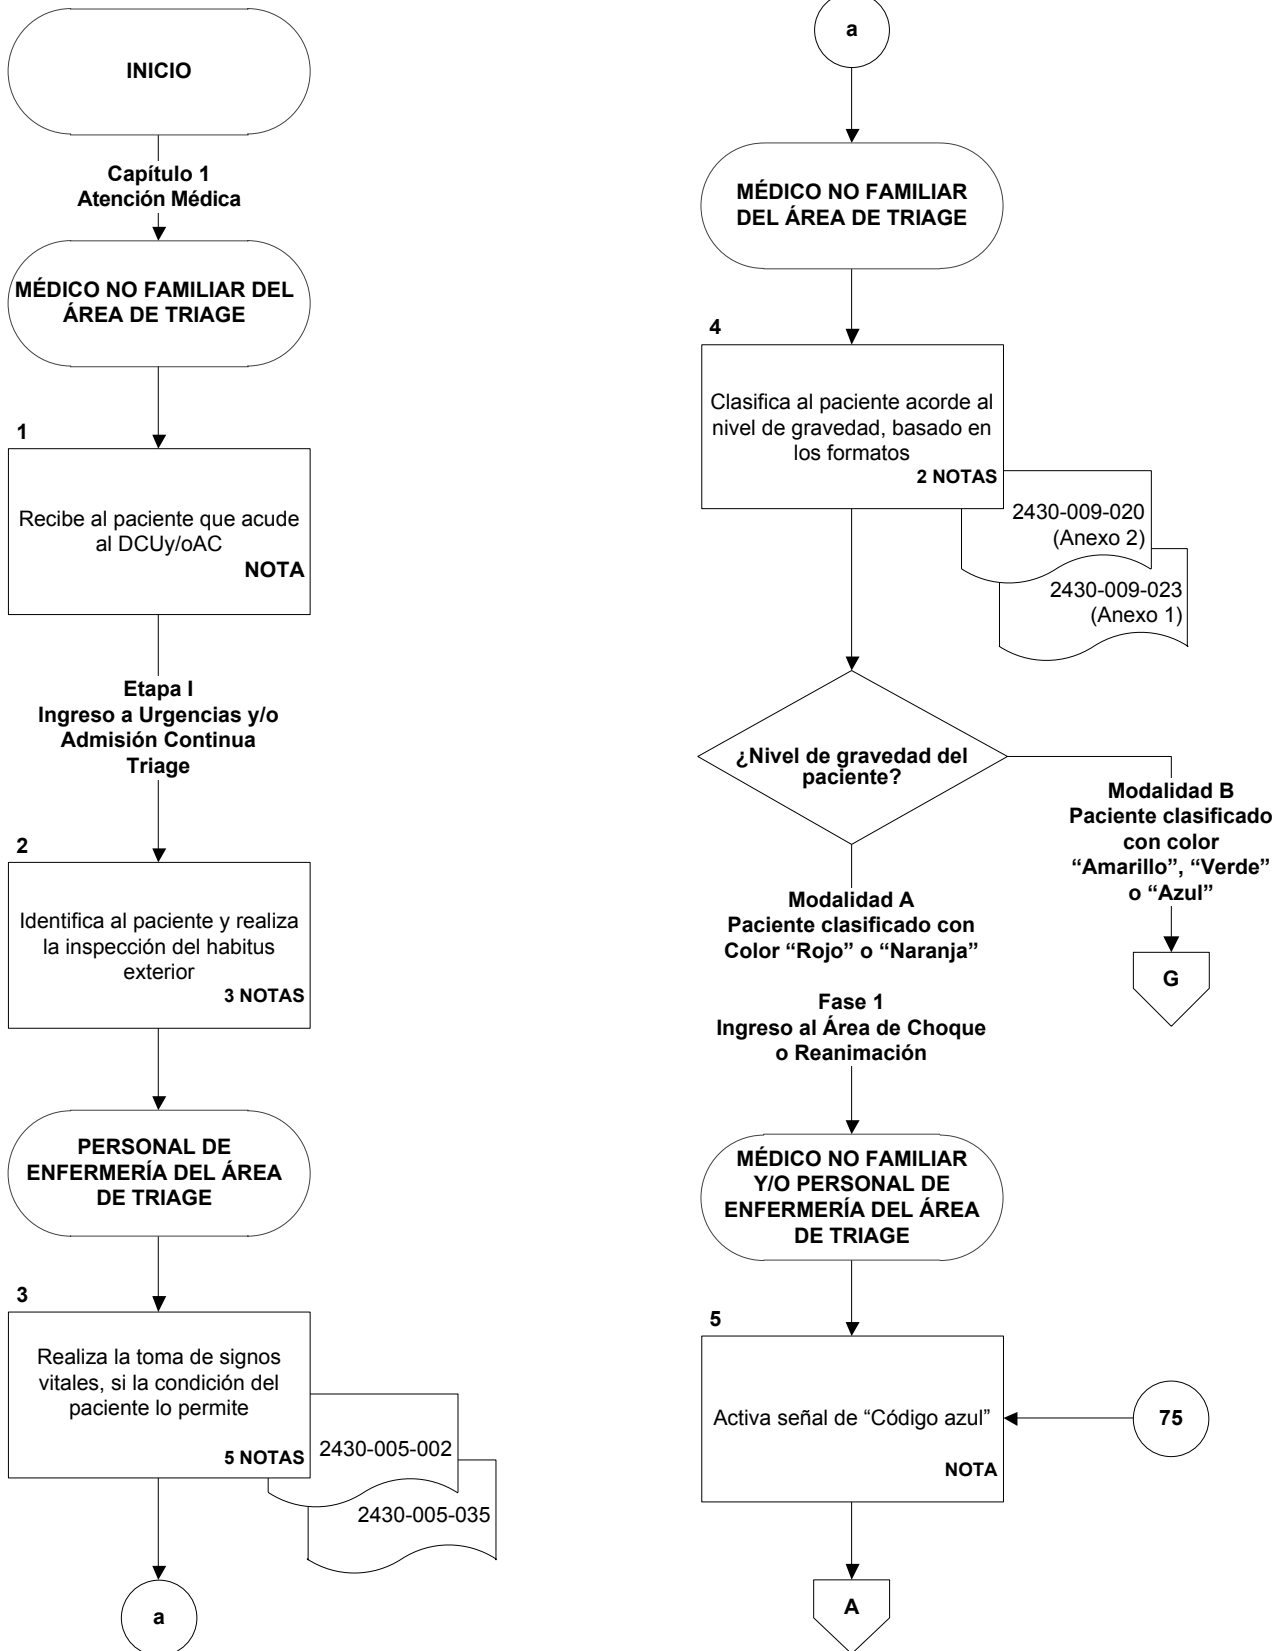 INICIO
Capítulo 1
Atención Médica
MÉDICO NO FAMILIAR DEL
ÁREA DE TRIAGE
1
Recibe al paciente que acude
al DCUy/oAC
NOTA
Etapa I
Ingreso a Urgencias y/o
Admisión Continua
Triage
2
Identifica al paciente y realiza
la inspección del habitus
exterior
3 NOTAS
PERSONAL DE
ENFERMERÍA DEL ÁREA
DE TRIAGE
3
Realiza la toma de signos
vitales, si la condición del
paciente lo permite
5 NOTAS
2430-005-002
2430-005-035
a
a
MÉDICO NO FAMILIAR
DEL ÁREA DE TRIAGE
4
Clasifica al paciente acorde al
nivel de gravedad, basado en
los formatos
2 NOTAS
2430-009-020
(Anexo 2)
2430-009-023
(Anexo 1)
¿Nivel de gravedad del
paciente?
Modalidad B
Paciente clasificado
con color
“Amarillo”, “Verde”
o “Azul”
G
Modalidad A
Paciente clasificado con
Color “Rojo” o “Naranja”
Fase 1
Ingreso al Área de Choque
o Reanimación
MÉDICO NO FAMILIAR
Y/O PERSONAL DE
ENFERMERÍA DEL ÁREA
DE TRIAGE
5
Activa señal de “Código azul”
NOTA
75
A